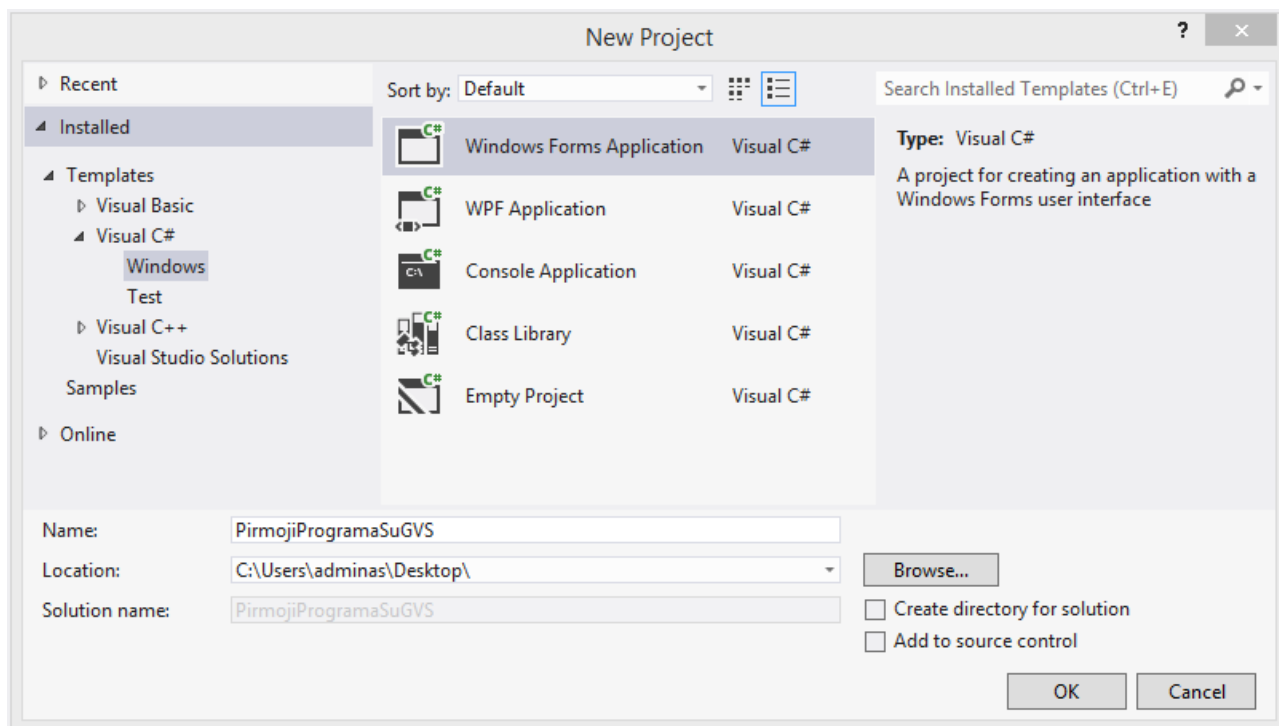 New Project
?
Recent
Installed
Templates
Visual Basic
Visual C#
Windows
Test
Visual C++
Visual Studio Solutions
Samples
Online
Sort by: Default
C# Windows Forms Application Visual C#
C# WPF Application Visual C#
C# C:\ Console Application Visual C#
C# Class Library Visual C#
C# Empty Project Visual C#
Search Installed Templates (Ctrl+E)
Type: Visual C#
A project for creating an application with a
Windows Forms user interface
Name: PirmojiProgramaSuGVS
Location: C:\Users\adminas\Desktop\
Browse...
Solution name: PirmojiProgramaSuGVS
Create directory for solution
Add to source control
OK Cancel